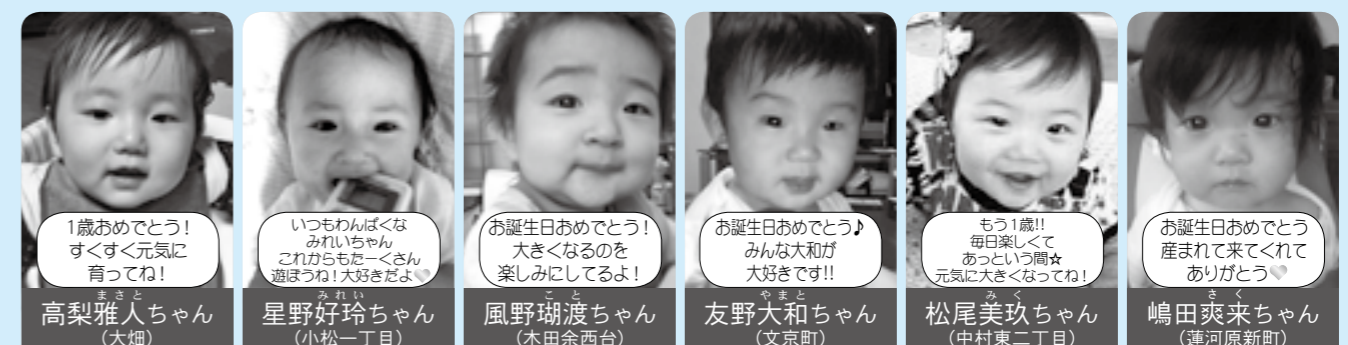 1歳おめでとう！
すくすく元気に
育ってね！
まさと
高梨雅人ちゃん
（大畑）
いつもわんぱくな
みれいちゃん
これからもたーくさん
遊ぼうね！大好きだよ♡
みれい
星野好玲ちゃん
（小松一丁目）
お誕生日おめでとう！
大きくなるのを
楽しみにしてるよ！
こと
風野瑚渡ちゃん
（木田余西台）
お誕生日おめでとう♪
みんな大和が
大好きです!!
やまと
友野大和ちゃん
（文京町）
もう1歳!!
毎日楽しくて
あっという間☆
元気に大きくなってね！
みく
松尾美玖ちゃん
（中村東二丁目）
お誕生日おめでとう
産まれて来てくれて
ありがとう♡
さく
嶋田爽来ちゃん
（蓮河原新町）